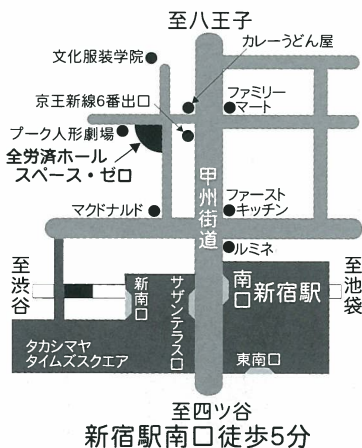 至八王子
カレーうどん屋
文化服装学院
京王新線6番出口
ファミリー
マート
プーク人形劇場
全労済ホール
スペース・ゼロ
甲州街道
マクドナルド
ファースト
キッチン
ルミネ
至渋谷
新南口
サザンテラス口
南口
新宿駅
至池袋
タカシマヤ
タイムズスクエア
東南口
至四ツ谷
新宿駅南口徒歩5分